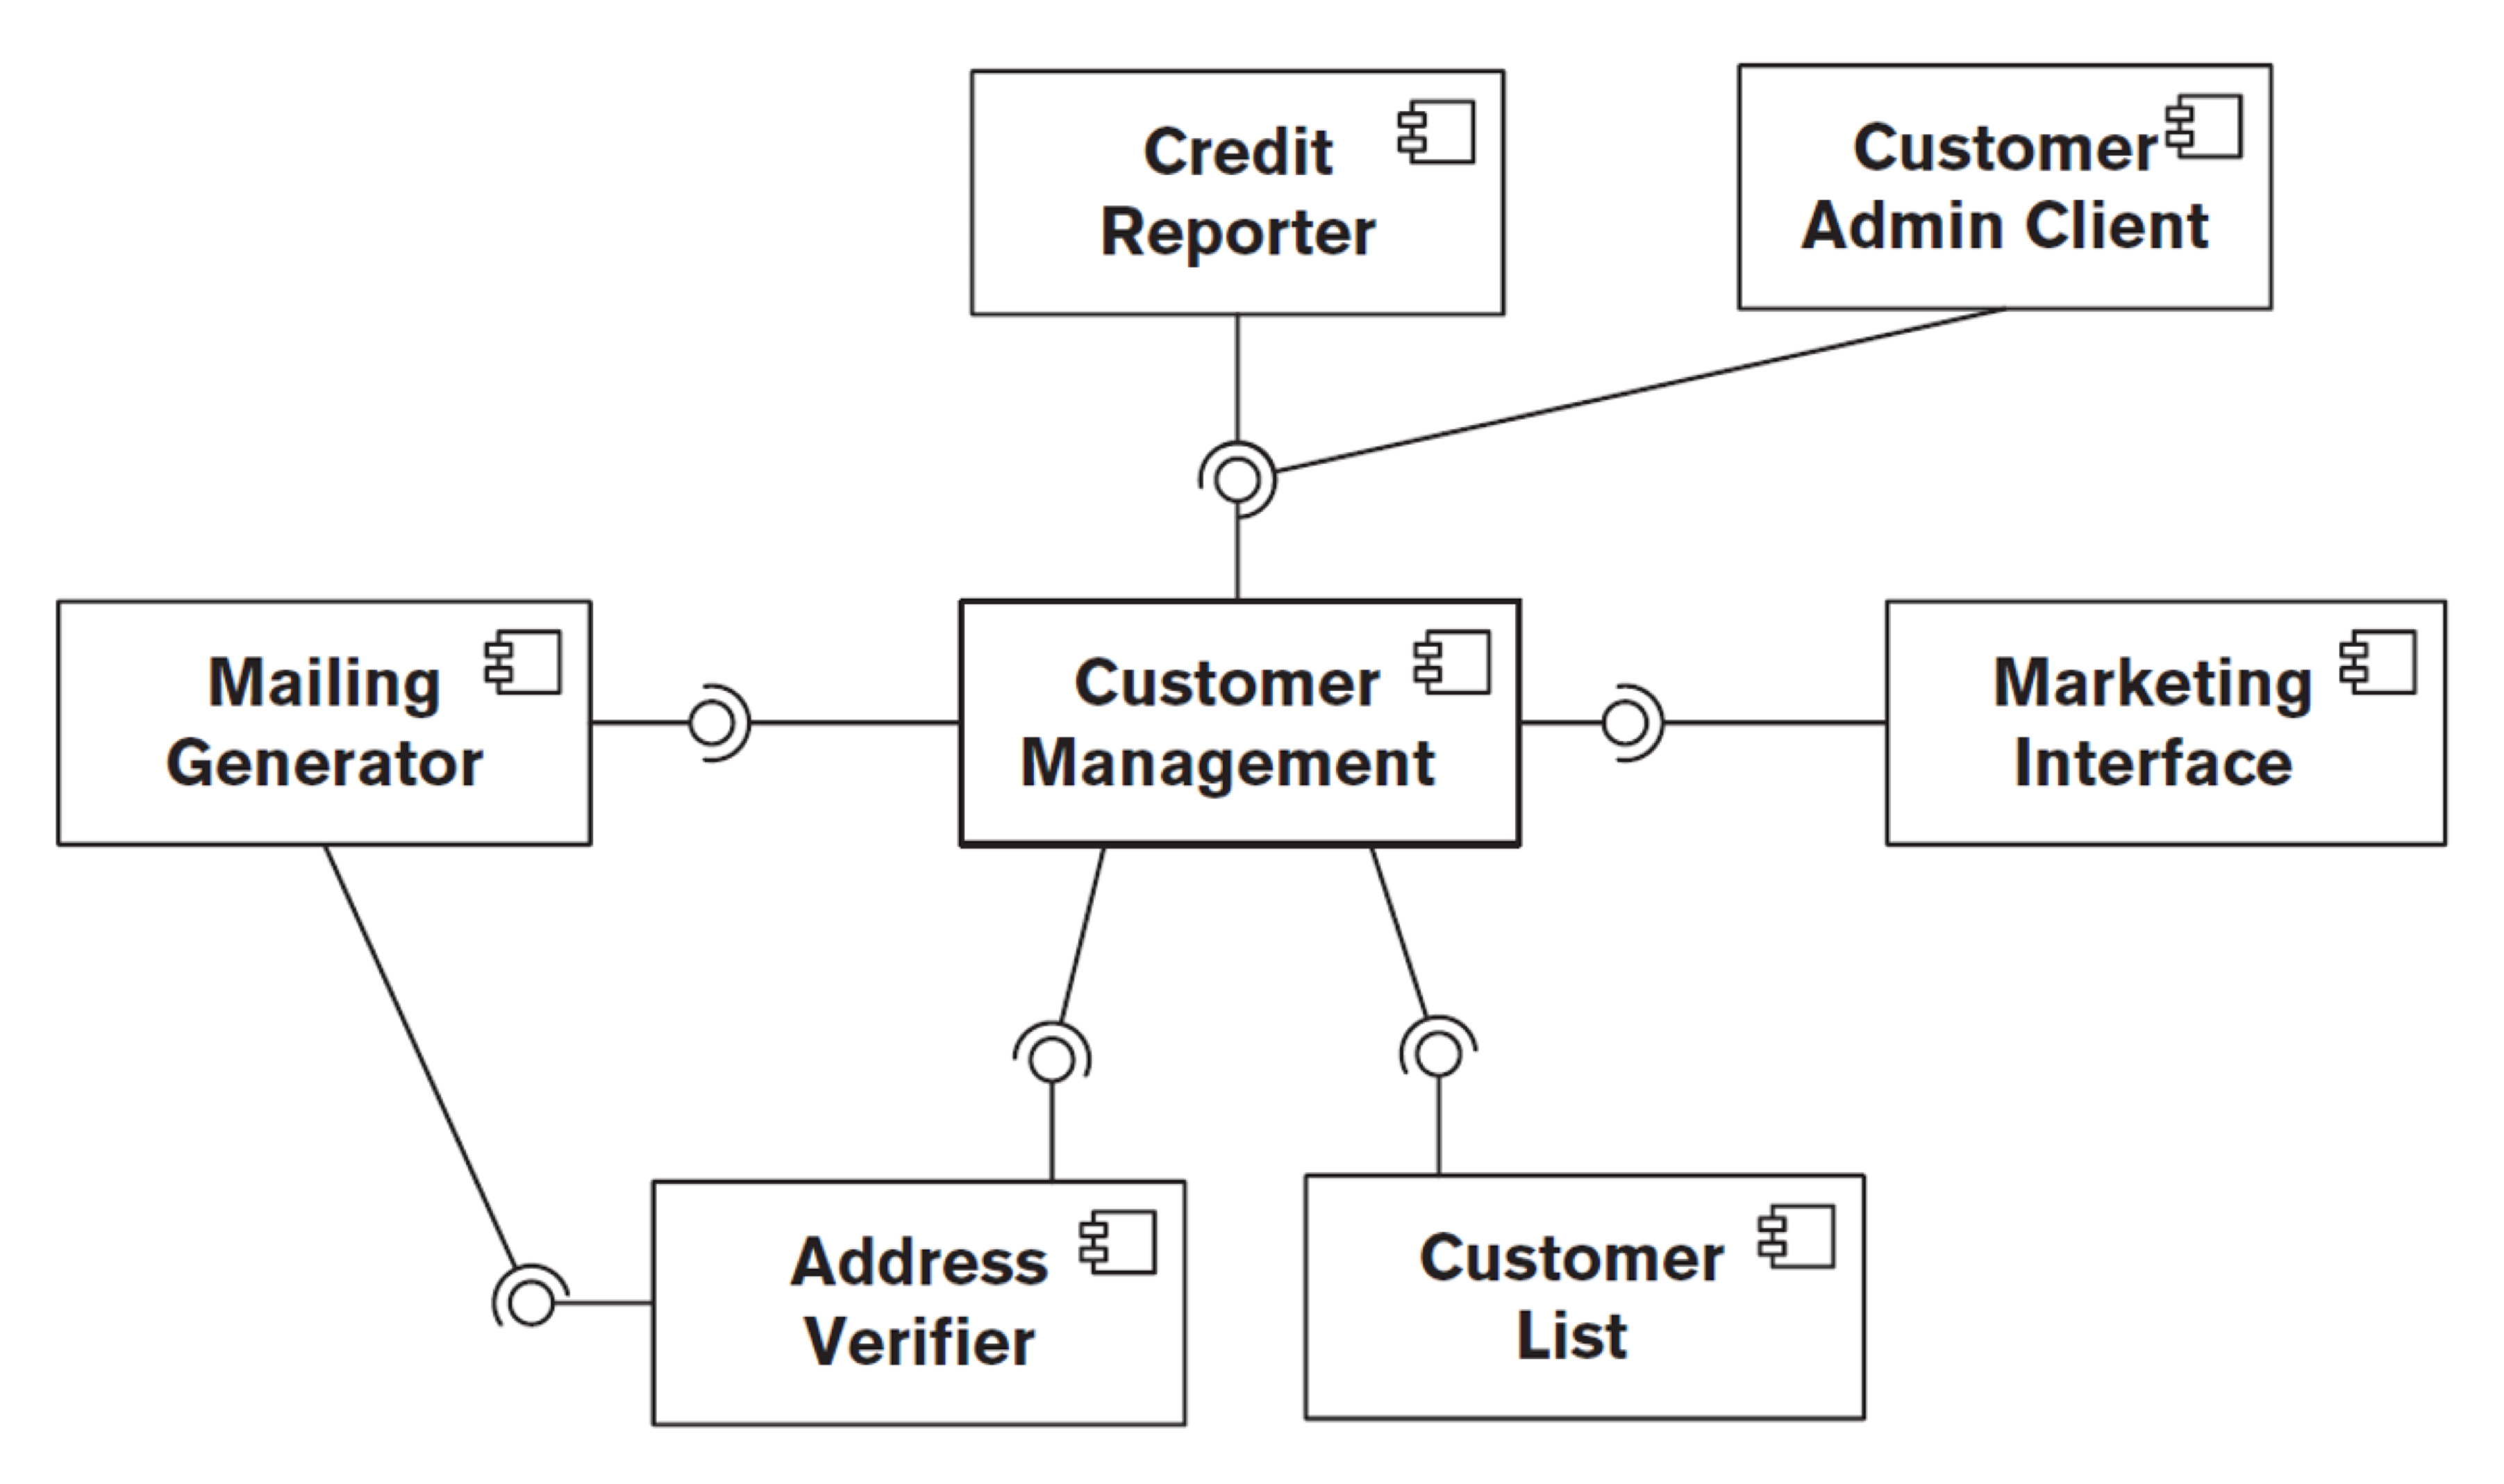 Credit
Reporter
Customer
Admin Client
Mailing
Generator
Customer
Management
Marketing
Interface
Address
Verifier
Customer
List